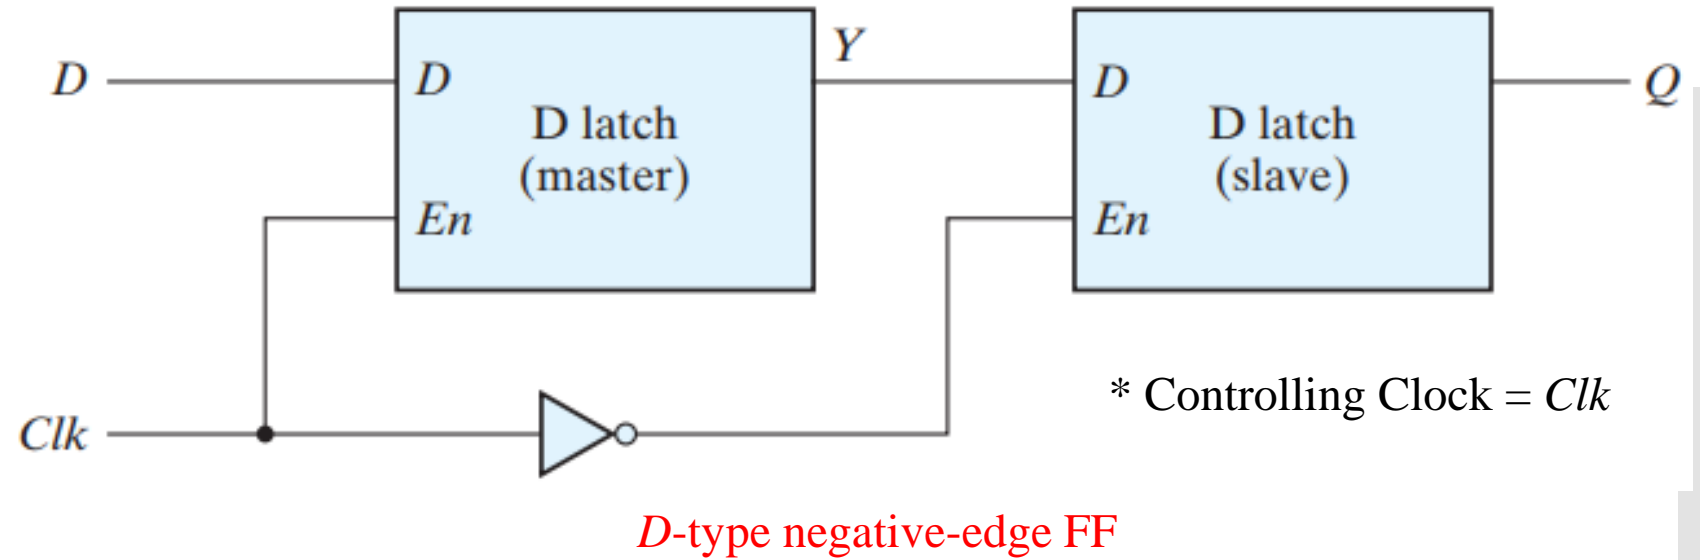 D
D
D latch
(master)
En
Y
D
D latch
(slave)
En
Q
* Controlling Clock = Clk
Clk
D-type negative-edge FF